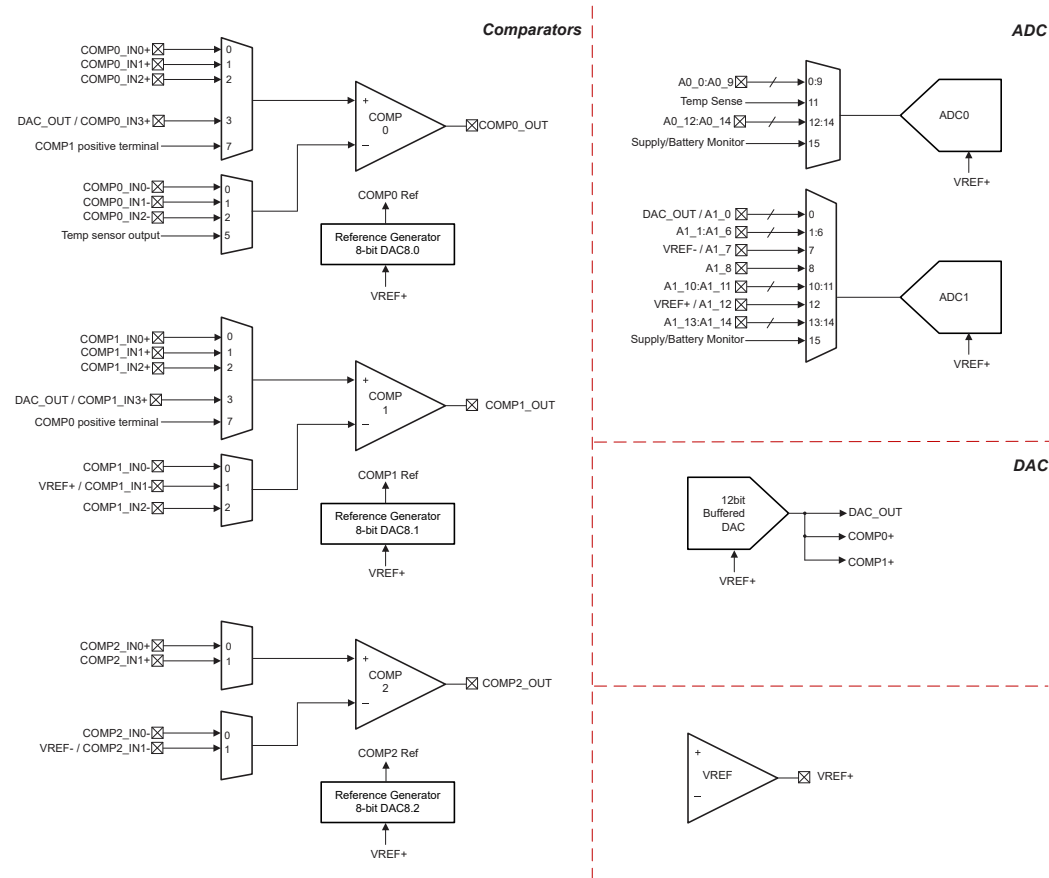 Comparators
COMP0_IN0+
COMP0_IN1+
COMP0_IN2+
DAC_OUT / COMP0_IN3+
COMP1 positive terminal
0
1
2
3
7
COMP0_IN0-
COMP0_IN1-
COMP0_IN2-
Temp sensor output
0
1
2
5
+
COMP
0
–
COMP0_OUT
COMP0 Ref
Reference Generator
8-bit DAC8.0
VREF+
COMP1_IN0+
COMP1_IN1+
COMP1_IN2+
DAC_OUT / COMP1_IN3+
COMP0 positive terminal
0
1
2
3
7
COMP1_IN0-
VREF+ / COMP1_IN1-
COMP1_IN2-
0
1
2
+
COMP
1
–
COMP1_OUT
COMP1 Ref
Reference Generator
8-bit DAC8.1
VREF+
COMP2_IN0+
COMP2_IN1+
0
1
COMP2_IN0-
VREF- / COMP2_IN1-
0
1
+
COMP
2
–
COMP2_OUT
COMP2 Ref
Reference Generator
8-bit DAC8.2
VREF+
ADC
A0_0:A0_9
Temp Sense
A0_12:A0_14
Supply/Battery Monitor
0:9
11
12:14
15
ADC0
VREF+
DAC_OUT / A1_0
A1_1:A1_6
VREF- / A1_7
A1_8
A1_10:A1_11
VREF+ / A1_12
A1_13:A1_14
Supply/Battery Monitor
0
1:6
7
8
10:11
12
13:14
15
ADC1
VREF+
DAC
12bit
Buffered
DAC
VREF+
DAC_OUT
COMP0+
COMP1+
+
VREF
–
VREF+